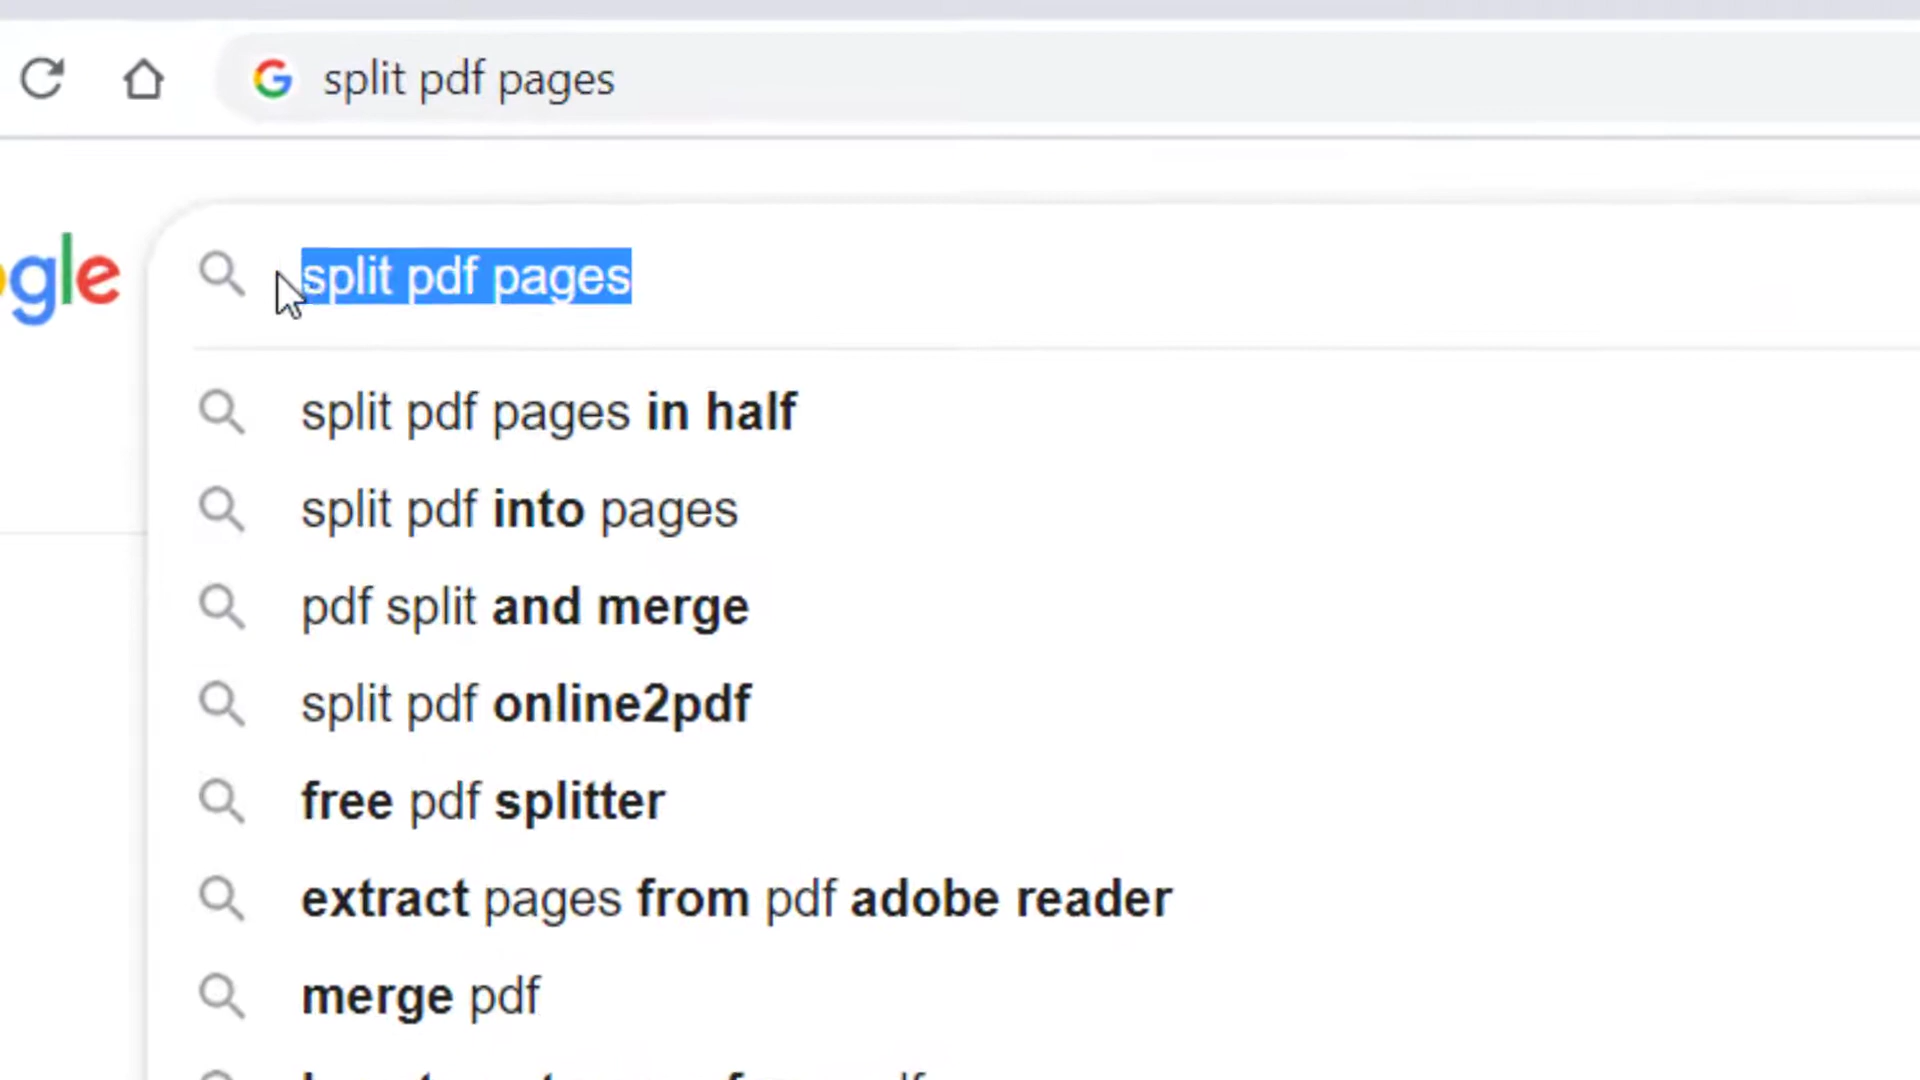 split pdf pages
ogle
split pdf pages
split pdf pages in half
split pdf into pages
pdf split and merge
split pdf online2pdf
free pdf splitter
extract pages from pdf adobe reader
merge pdf